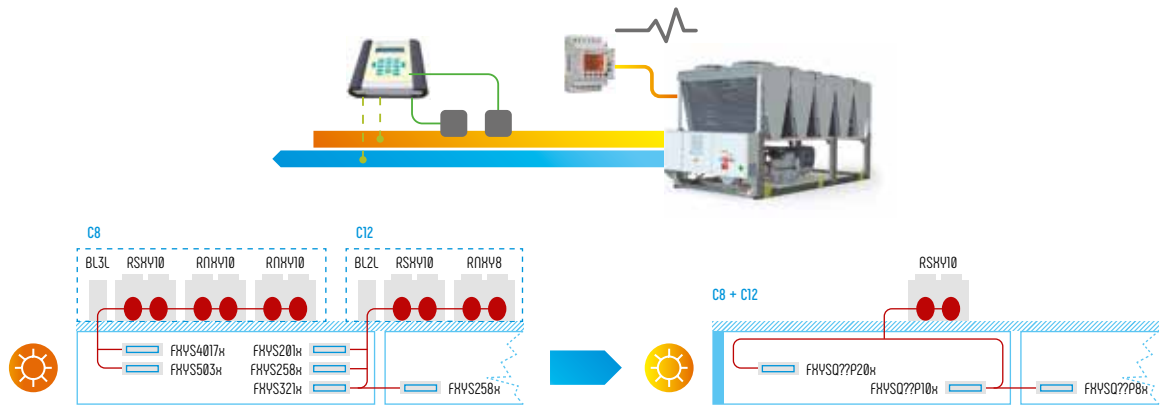 C8
C12
BL3L RSXY10 RNXY10 RNXY10 BL2L RSXY10 RNXY8
RSXY10
C8 + C12
FXYS4017x FXYS201x
FXYS503x FXYS258x
FXYS321x FXYS258x
FXYSQ??P20x
FXYSQ??P10x FXYSQ??P8x